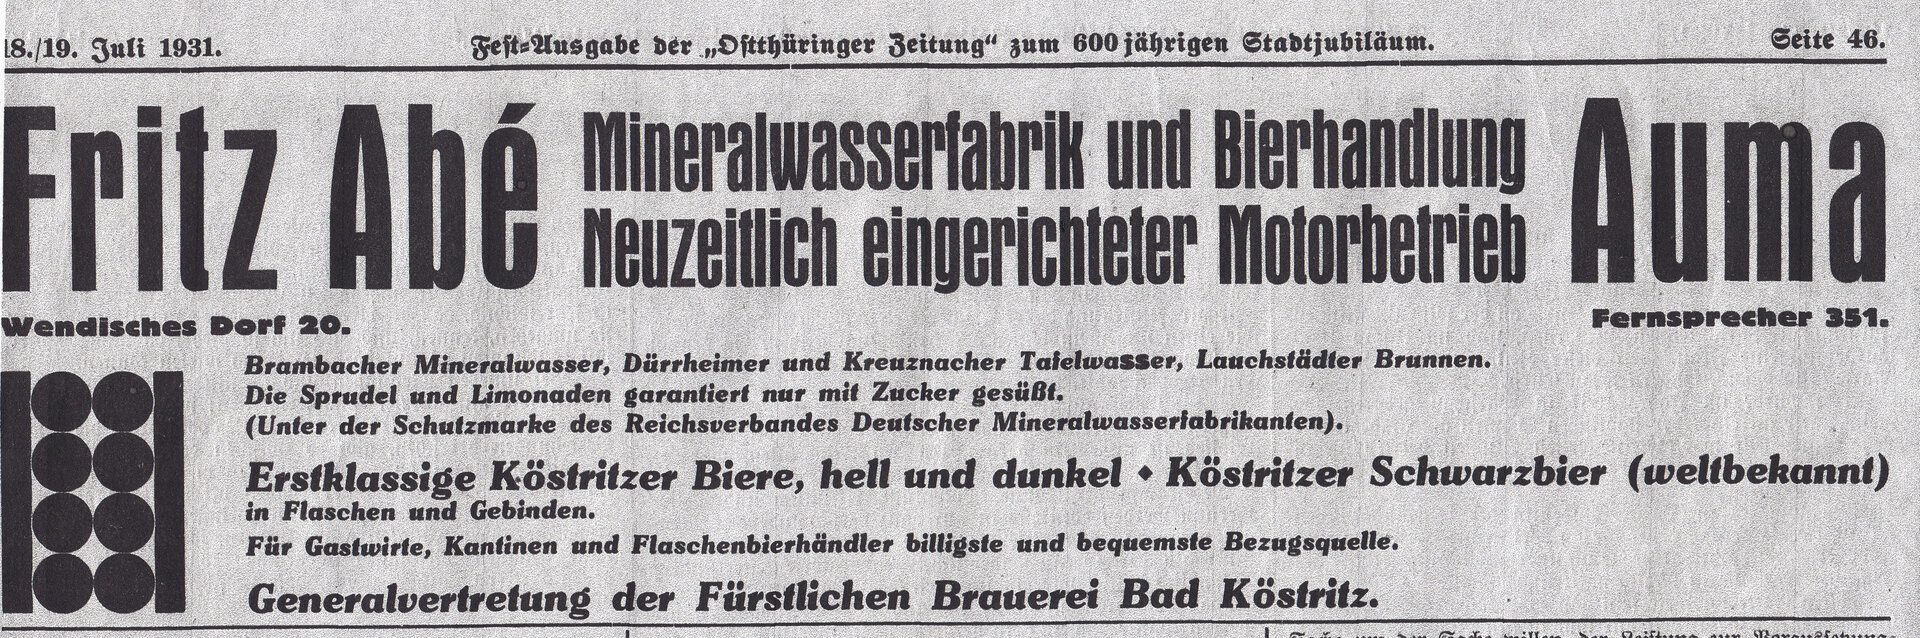 18./19. Juli 1931. Fest-Ausgabe der „Ostthüringer Zeitung“ zum 600 jährigen Stadtjubiläum. Seite 46.
Fritz Abé
Mineralwasserfabrik und Bierhandlung
Neuzeitlich eingerichteter Motorbetrieb
Auma
Wendisches Dorf 20. Fernsprecher 351.
Brambacher Mineralwasser, Dürrheimer und Kreuznacher Tafelwasser, Lauchstädter Brunnen.
Die Sprudel und Limonaden garantiert nur mit Zucker gesüßt.
(Unter der Schutzmarke des Reichsverbandes Deutscher Mineralwasserfabrikanten).
Erstklassige Köstritzer Biere, hell und dunkel ◆ Köstritzer Schwarzbier (weltbekannt)
in Flaschen und Gebinden.
Für Gastwirte, Kantinen und Flaschenbierhändler billigste und bequemste Bezugsquelle.
Generalvertretung der Fürstlichen Brauerei Bad Köstritz.